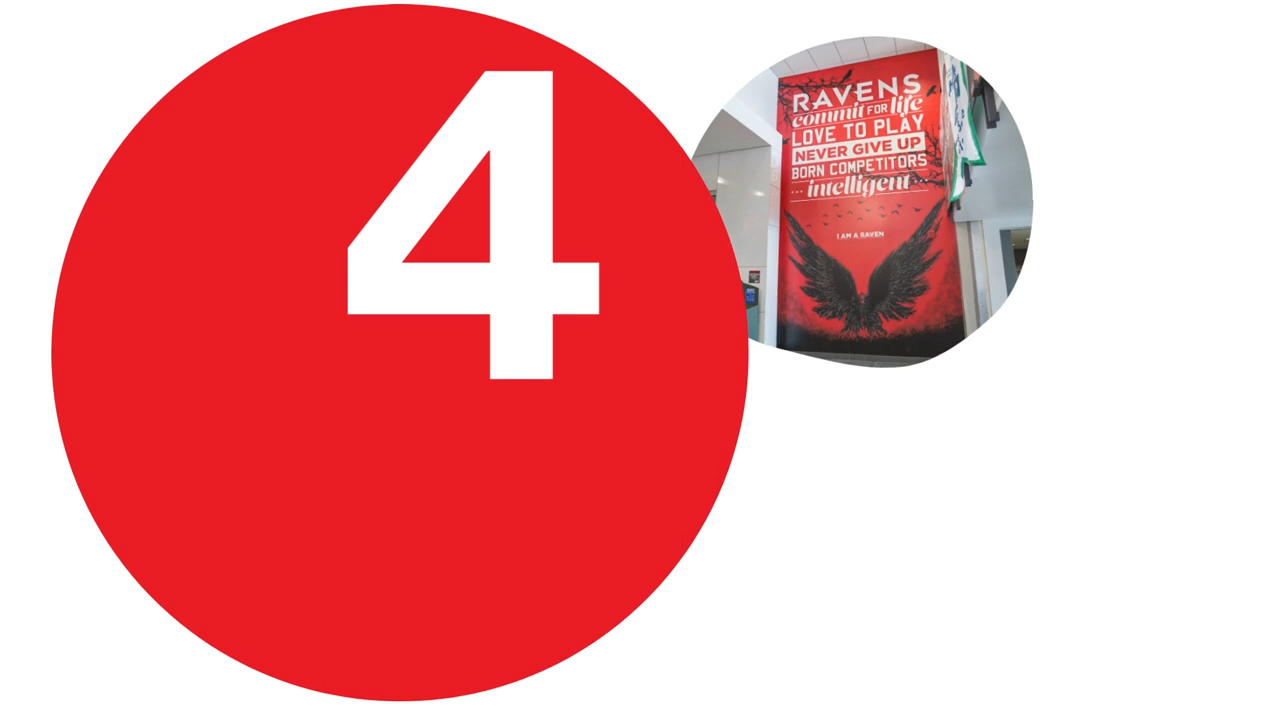 4
RAVENS
commit FOR life
LOVE TO PLAY
NEVER GIVE UP
BORN COMPETITORS
... intelligent ...
I AM A RAVEN